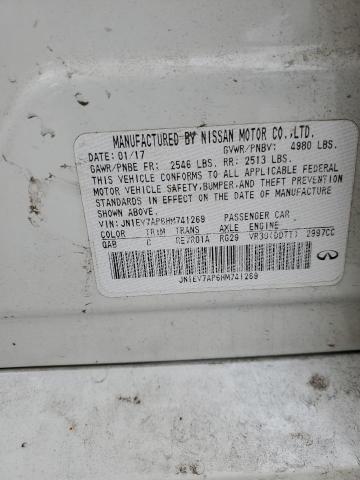 MANUFACTURED BY NISSAN MOTOR CO.,LTD.
DATE: 01/17 GVWR/PNBV: 4980 LBS.
GAWR/PNBE FR: 2546 LBS. RR: 2513 LBS.
THIS VEHICLE CONFORMS TO ALL APPLICABLE FEDERAL
MOTOR VEHICLE SAFETY,BUMPER,AND THEFT PREVENTION
STANDARDS IN EFFECT ON THE DATE OF MANUFACTURE
SHOWN ABOVE.
VIN: JN1EV7AP6HM741269 PASSENGER CAR
COLOR TRIM TRANS AXLE ENGINE
QAB C RE7R01A RG29 VR30(DDTT) 2997CC
JN1EV7AP6HM741269